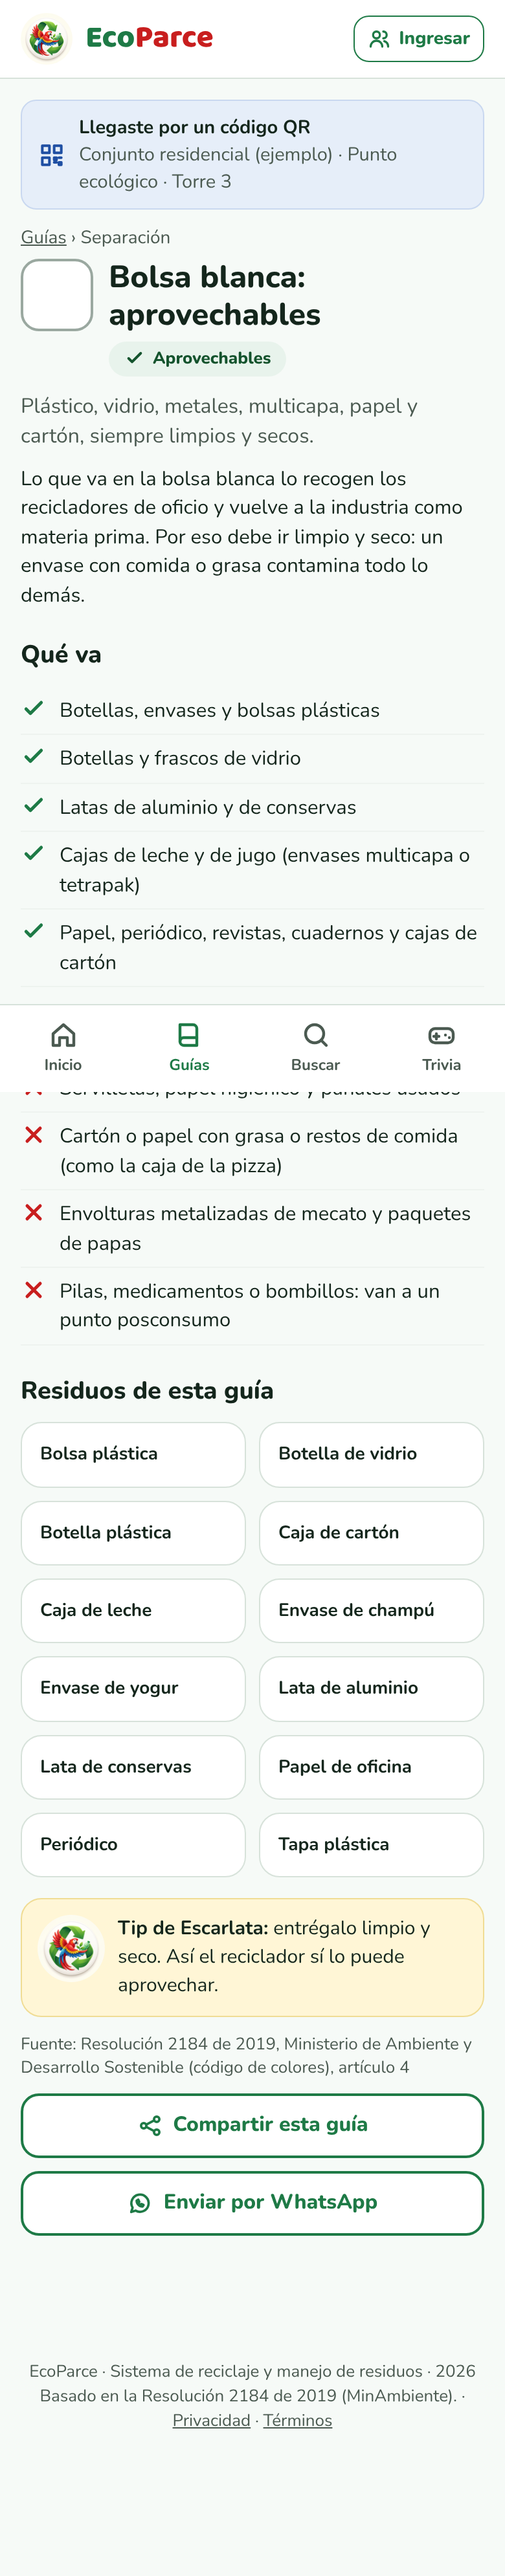 EcoParce
Ingresar
Llegaste por un código QR
Conjunto residencial (ejemplo) · Punto
ecológico · Torre 3
Guías › Separación
Bolsa blanca:
aprovechables
Aprovechables
Plástico, vidrio, metales, multicapa, papel y
cartón, siempre limpios y secos.
Lo que va en la bolsa blanca lo recogen los
recicladores de oficio y vuelve a la industria como
materia prima. Por eso debe ir limpio y seco: un
envase con comida o grasa contamina todo lo
demás.
Qué va
Botellas, envases y bolsas plásticas
Botellas y frascos de vidrio
Latas de aluminio y de conservas
Cajas de leche y de jugo (envases multicapa o
tetrapak)
Papel, periódico, revistas, cuadernos y cajas de
cartón
Inicio
Guías
Buscar
Trivia
Servilletas, papel higiénico y pañales usados
Cartón o papel con grasa o restos de comida
(como la caja de la pizza)
Envolturas metalizadas de mecato y paquetes
de papas
Pilas, medicamentos o bombillos: van a un
punto posconsumo
Residuos de esta guía
Bolsa plástica
Botella de vidrio
Botella plástica
Caja de cartón
Caja de leche
Envase de champú
Envase de yogur
Lata de aluminio
Lata de conservas
Papel de oficina
Periódico
Tapa plástica
Tip de Escarlata: entrégalo limpio y
seco. Así el reciclador sí lo puede
aprovechar.
Fuente: Resolución 2184 de 2019, Ministerio de Ambiente y
Desarrollo Sostenible (código de colores), artículo 4
Compartir esta guía
Enviar por WhatsApp
EcoParce · Sistema de reciclaje y manejo de residuos · 2026
Basado en la Resolución 2184 de 2019 (MinAmbiente). ·
Privacidad · Términos